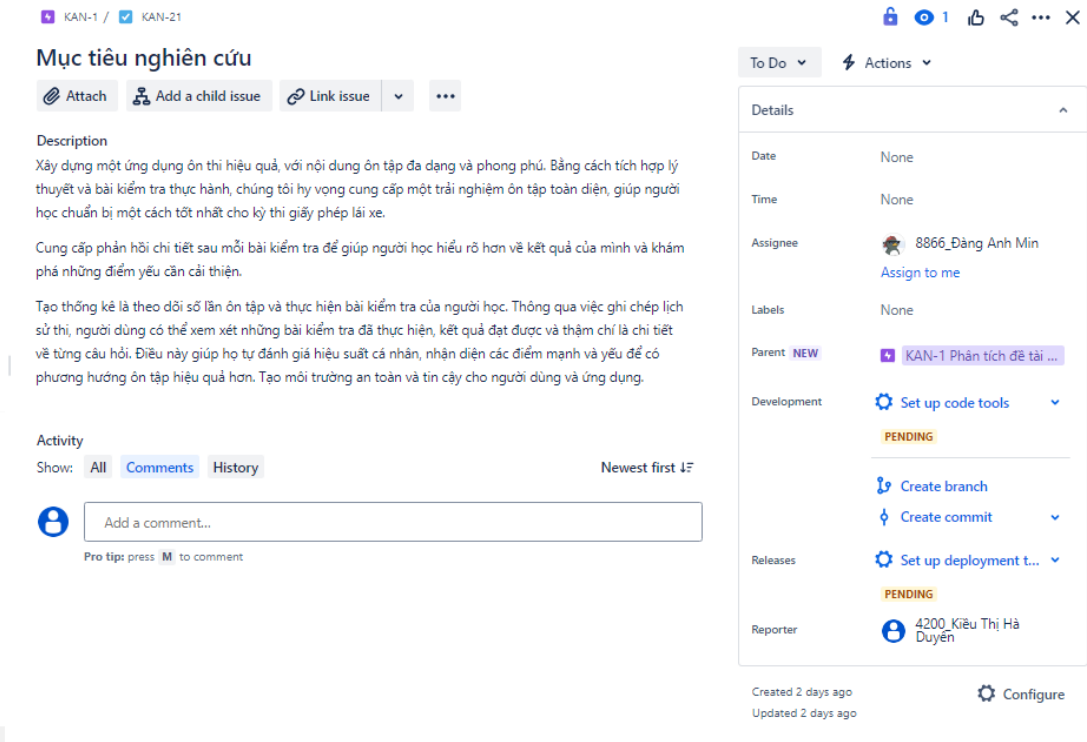 KAN-1 / KAN-21
1
Mục tiêu nghiên cứu
Attach
Add a child issue
Link issue
Description
Xây dựng một ứng dụng ôn thi hiệu quả, với nội dung ôn tập đa dạng và phong phú. Bằng cách tích hợp lý
thuyết và bài kiểm tra thực hành, chúng tôi hy vọng cung cấp một trải nghiệm ôn tập toàn diện, giúp người
học chuẩn bị một cách tốt nhất cho kỳ thi giấy phép lái xe.
Cung cấp phản hồi chi tiết sau mỗi bài kiểm tra để giúp người học hiểu rõ hơn về kết quả của mình và khám
phá những điểm yếu cần cải thiện.
Tạo thống kê là theo dõi số lần ôn tập và thực hiện bài kiểm tra của người học. Thông qua việc ghi chép lịch
sử thi, người dùng có thể xem xét những bài kiểm tra đã thực hiện, kết quả đạt được và thậm chí là chi tiết
về từng câu hỏi. Điều này giúp họ tự đánh giá hiệu suất cá nhân, nhận diện các điểm mạnh và yếu để có
phương hướng ôn tập hiệu quả hơn. Tạo môi trường an toàn và tin cậy cho người dùng và ứng dụng.
Activity
Show: All Comments History
Newest first
Add a comment...
Pro tip: press M to comment
To Do
Actions
Details
Date None
Time None
Assignee 8866_Đàng Anh Min
Assign to me
Labels None
Parent NEW KAN-1 Phân tích đề tài ...
Development Set up code tools
PENDING
Create branch
Create commit
Releases Set up deployment t...
PENDING
Reporter 4200_Kiều Thị Hà
Duyên
Created 2 days ago
Updated 2 days ago
Configure